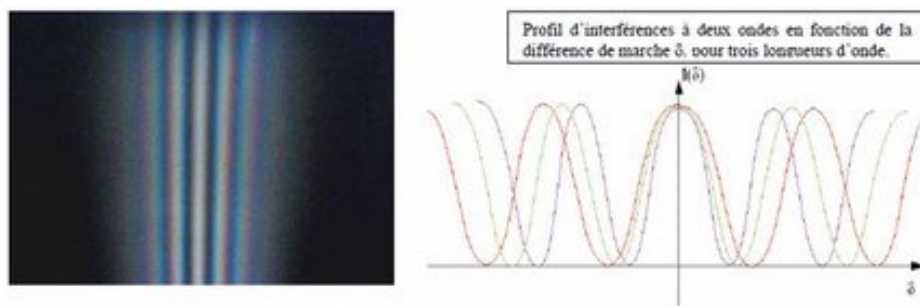 Profil d'interférences à deux ondes en fonction de la
différence de marche δ, pour trois longueurs d'onde.
I(δ)
δ